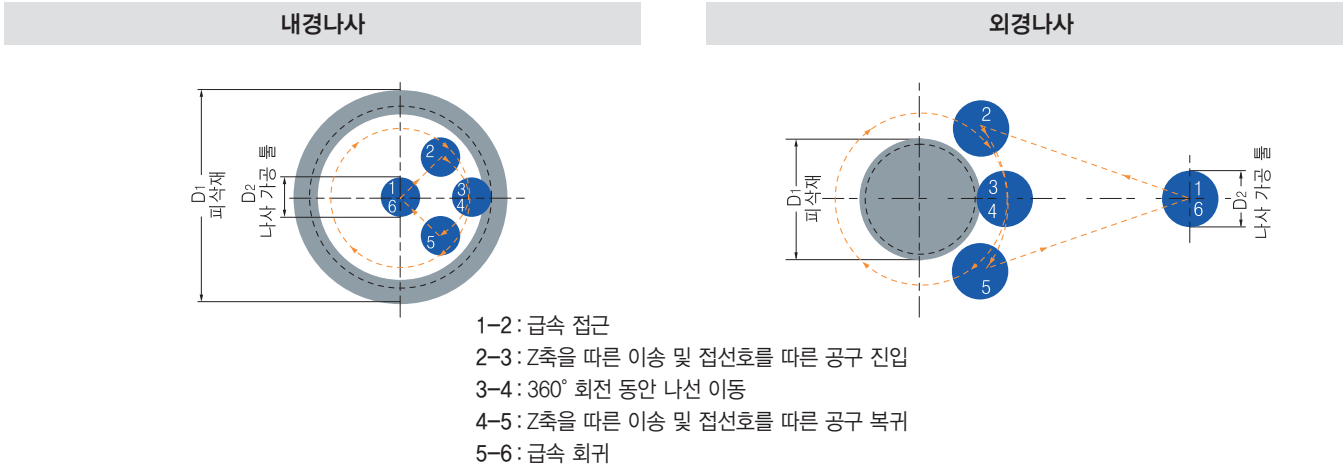 내경나사
외경나사
D1
피삭재
D2
나사 가공 툴
1
6
2
3
4
5
D1
피삭재
2
3
4
5
1
6
D2
나사 가공 툴
1-2 : 급속 접근
2-3 : Z축을 따른 이송 및 접선호를 따른 공구 진입
3-4 : 360° 회전 동안 나선 이동
4-5 : Z축을 따른 이송 및 접선호를 따른 공구 복귀
5-6 : 급속 회귀